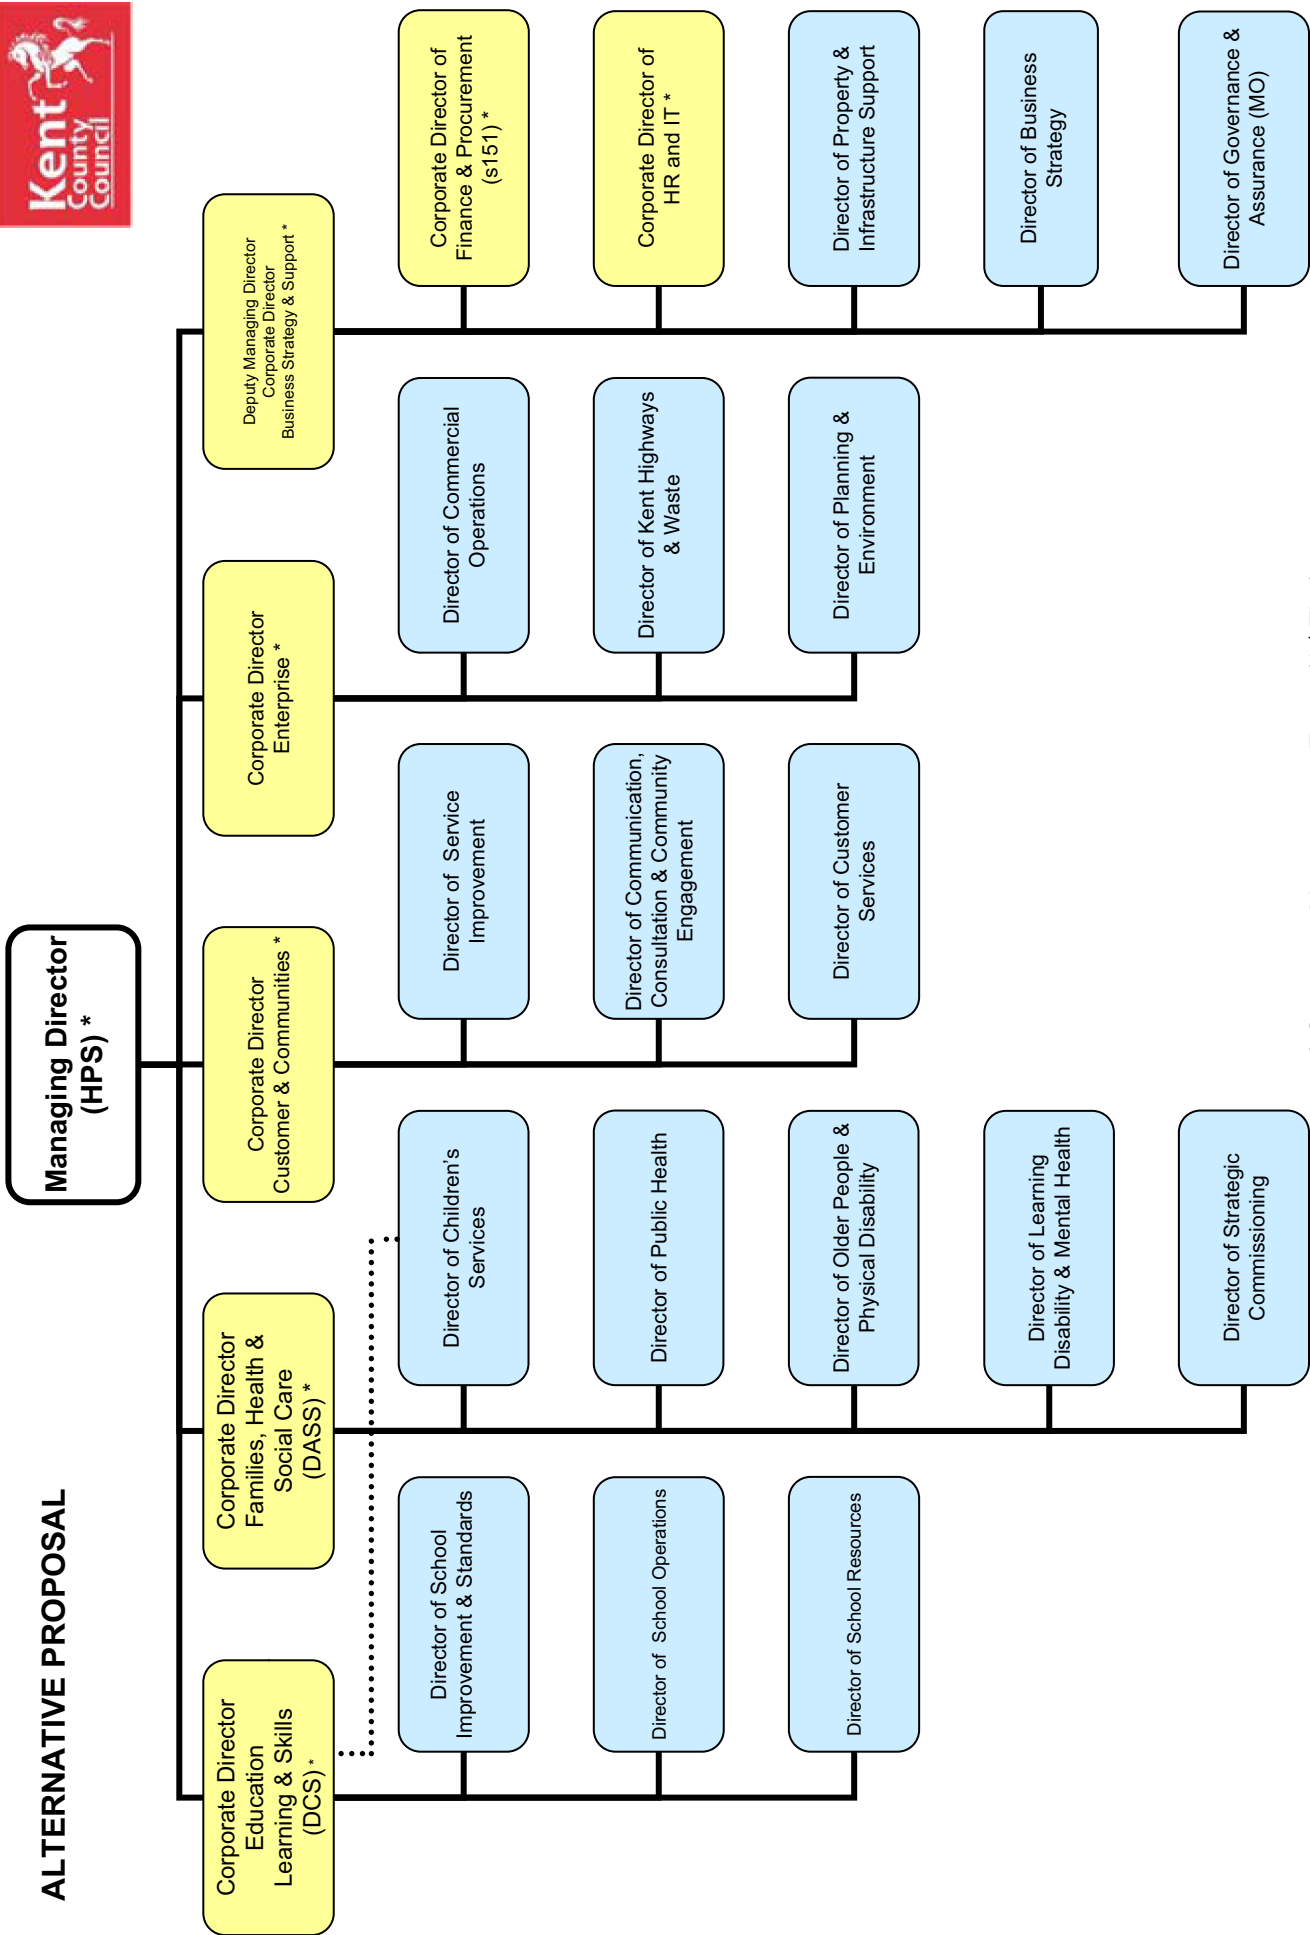 ALTERNATIVE PROPOSAL
Kent
County
Council
Managing Director
(HPS) *
Corporate Director
Education
Learning & Skills
(DCS) *
Corporate Director
Families, Health &
Social Care
(DASS) *
Corporate Director
Customer & Communities *
Corporate Director
Enterprise *
Deputy Managing Director
Corporate Director
Business Strategy & Support *
Director of School
Improvement & Standards
Director of School Operations
Director of School Resources
Director of Children's
Services
Director of Public Health
Director of Older People &
Physical Disability
Director of Learning
Disability & Mental Health
Director of Strategic
Commissioning
Director of Service
Improvement
Director of Communication,
Consultation & Community
Engagement
Director of Customer
Services
Director of Commercial
Operations
Director of Kent Highways
& Waste
Director of Planning &
Environment
Corporate Director of
Finance & Procurement
(s151) *
Corporate Director of
HR and IT *
Director of Property &
Infrastructure Support
Director of Business
Strategy
Director of Governance &
Assurance (MO)